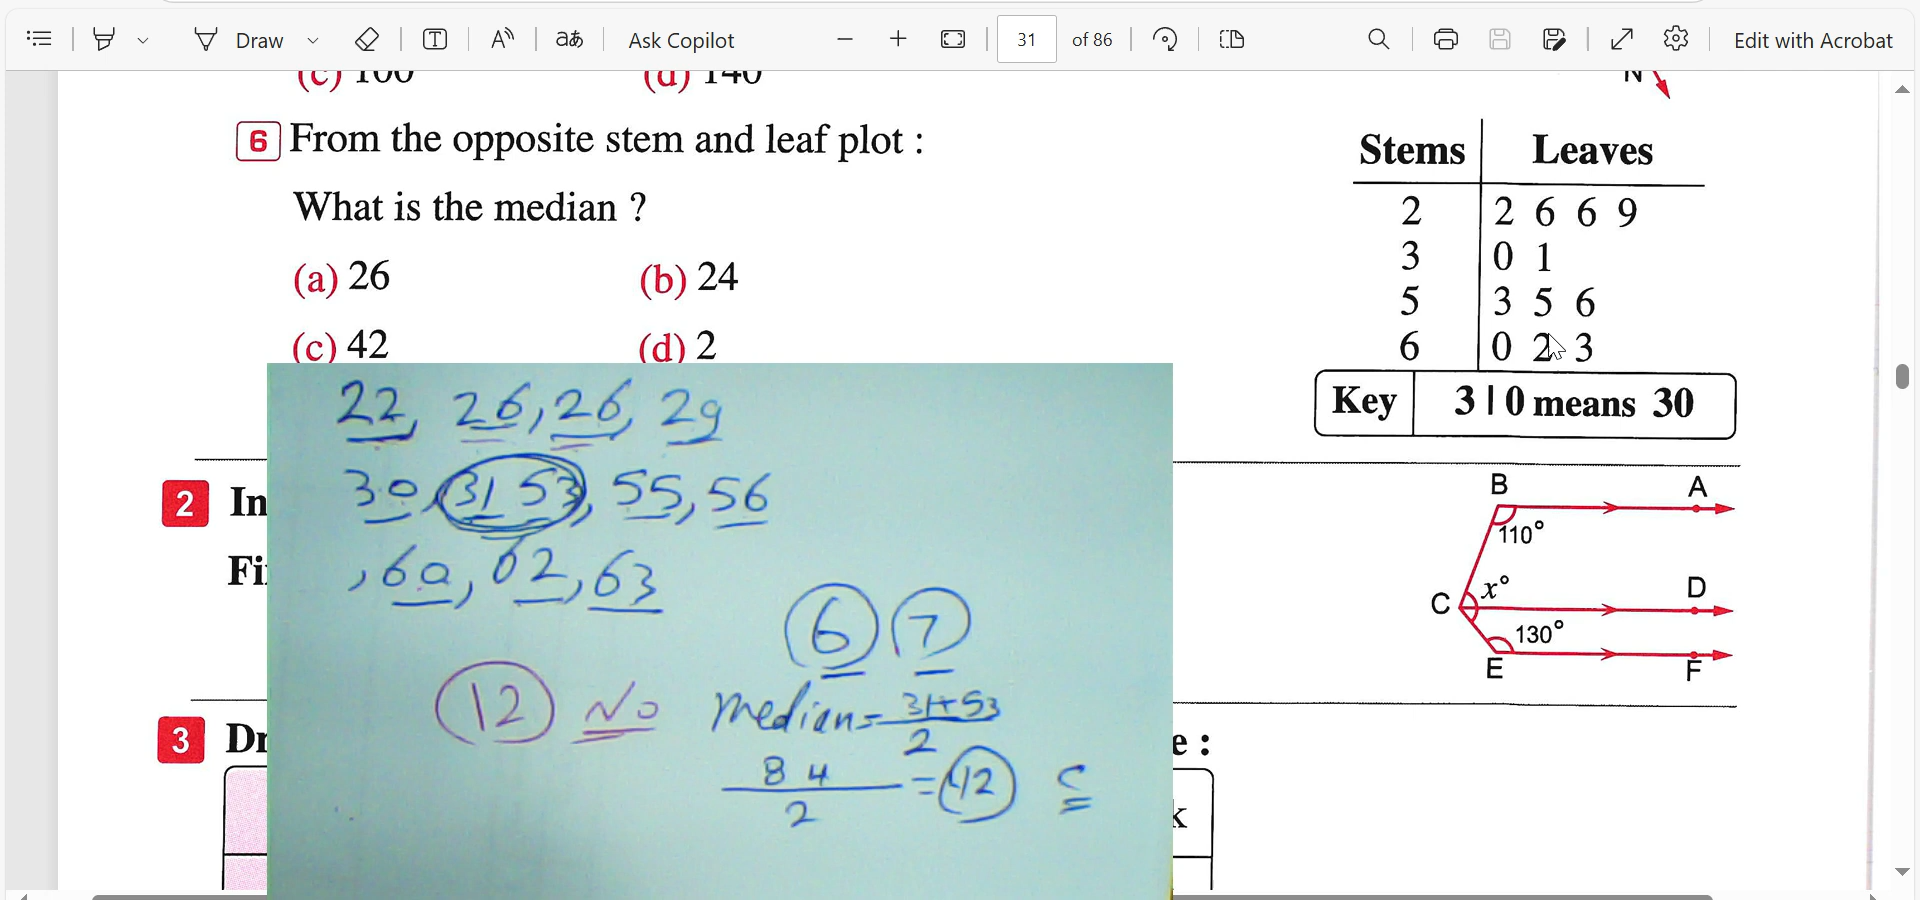 Draw
T
A
aあ
Ask Copilot
31 of 86
Edit with Acrobat
(c) 100 (d) 140
N
6 From the opposite stem and leaf plot :
What is the median ?
(a) 26 (b) 24
(c) 42 (d) 2
Stems Leaves
2 2 6 6 9
3 0 1
5 3 5 6
6 0 2 3
Key 3 | 0 means 30
22, 26, 26, 29
30, 31 53, 55, 56
, 60, 62, 63
6 7
12 No
median = 31+53
2
84 = 42 c
2
2 In
Fi
B A
110°
C x° D
130°
E F
3 Dr
e :
k